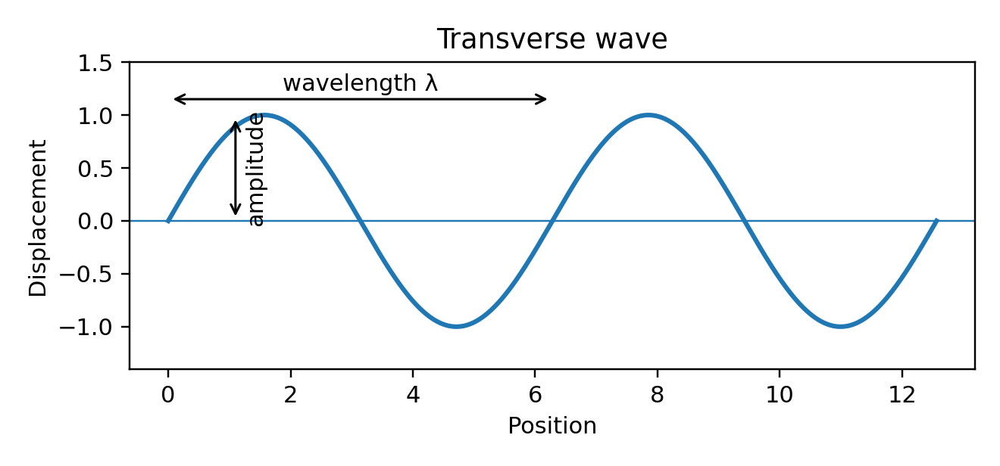 Transverse wave
wavelength λ
amplitude
Displacement
1.5
1.0
0.5
0.0
−0.5
−1.0
0 2 4 6 8 10 12
Position